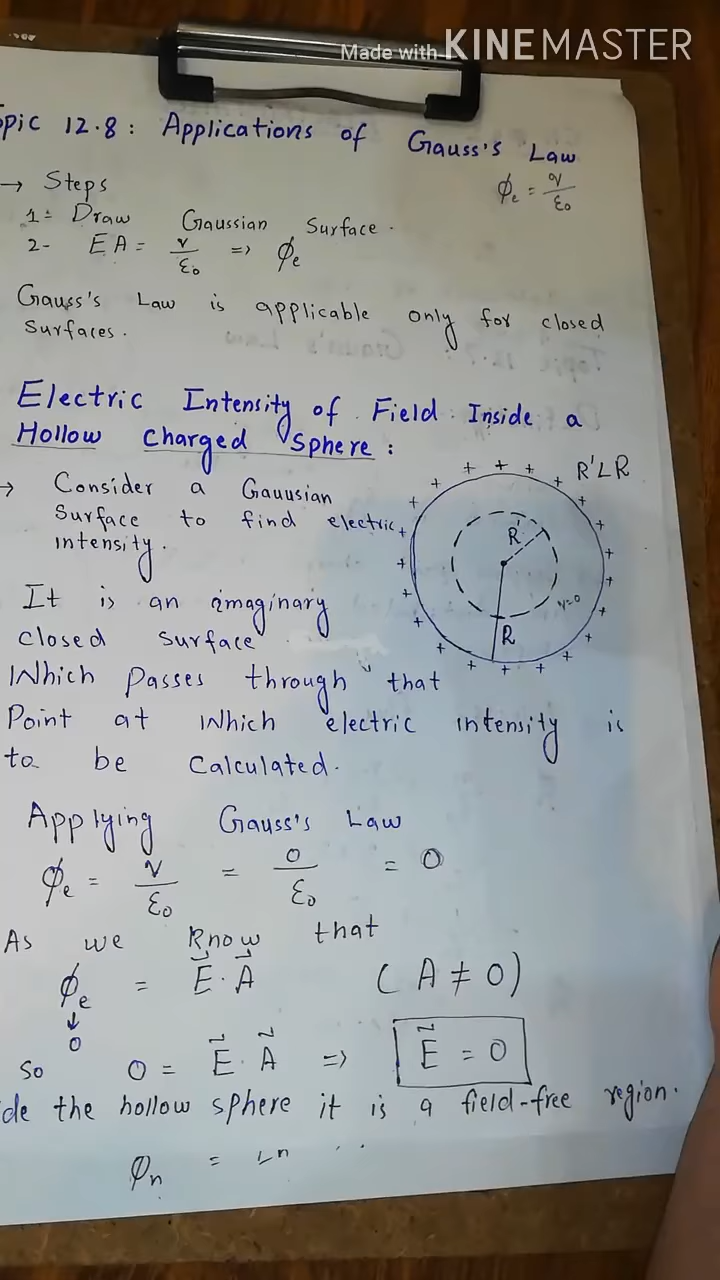 Made with KINEMASTER
pic 12.8: Applications of Gauss's Law
→ Steps
ϕe = q/ε0
1= Draw Gaussian Surface.
2- EA = q/ε0 => ϕe
Gauss's Law is applicable only for closed
Surfaces.
Electric Intensity of Field Inside a
Hollow Charged Sphere:
R'<R
→ Consider a Gauusian
Surface to find electric
intensity.
R'
q=0
R
It is an imaginary
closed surface
Which passes through that
Point at which electric intensity is
to be calculated.
Applying Gauss's Law
ϕe = q/ε0 = 0/ε0 = 0
As we know that
ϕe = E⃗ . A⃗ (A ≠ 0)
↓
0
so 0 = E⃗ . A⃗ => E⃗ = 0
de the hollow sphere it is a field-free region.